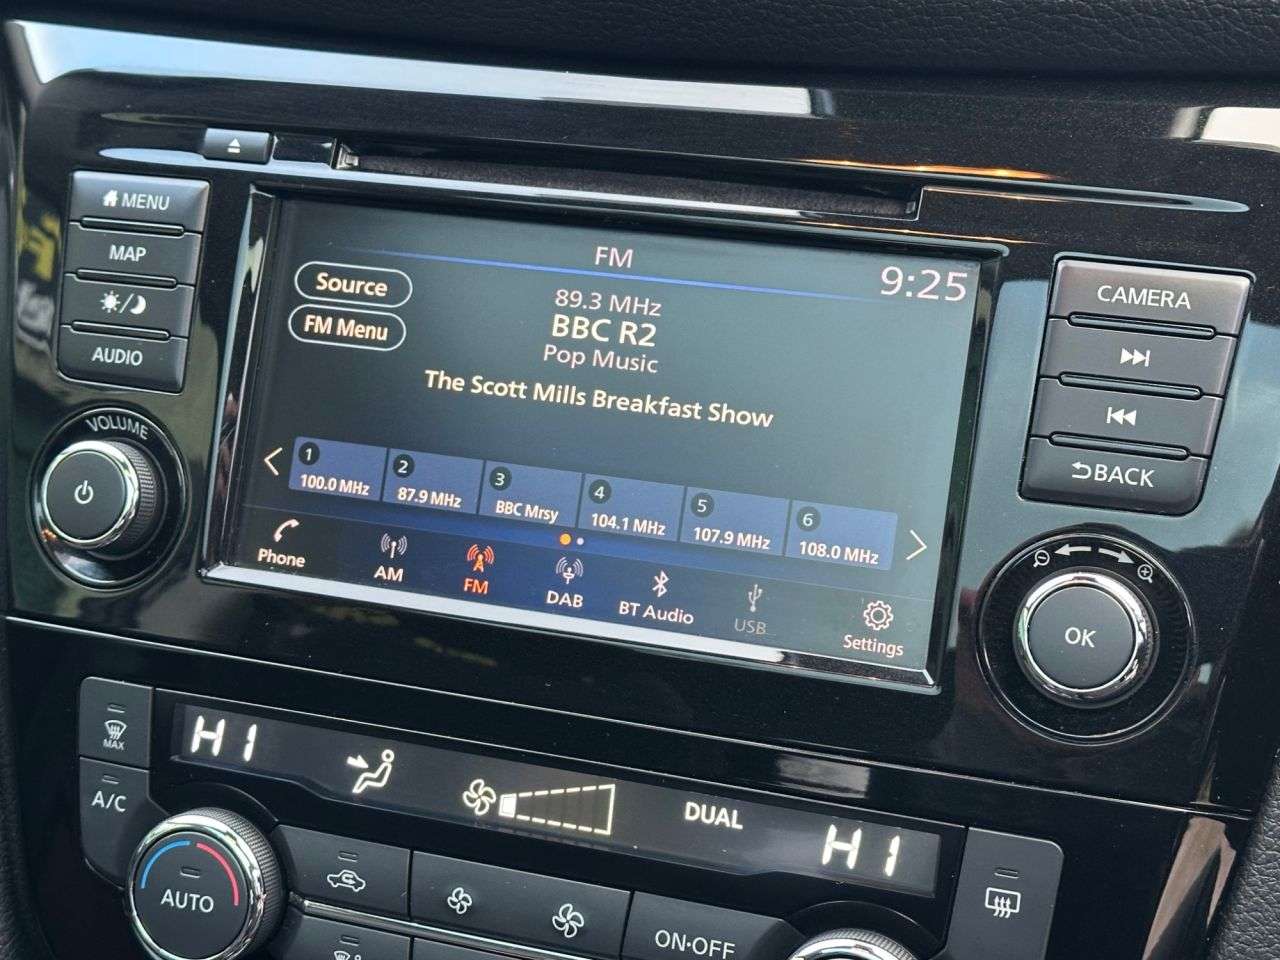 MENU
MAP
AUDIO
VOLUME
FM
9:25
Source
FM Menu
89.3 MHz
BBC R2
Pop Music
The Scott Mills Breakfast Show
1
100.0 MHz
2
87.9 MHz
3
BBC Mrsy
4
104.1 MHz
5
107.9 MHz
6
108.0 MHz
Phone
AM
FM
DAB
BT Audio
USB
Settings
CAMERA
BACK
OK
MAX
A/C
AUTO
HI
DUAL
HI
ON·OFF